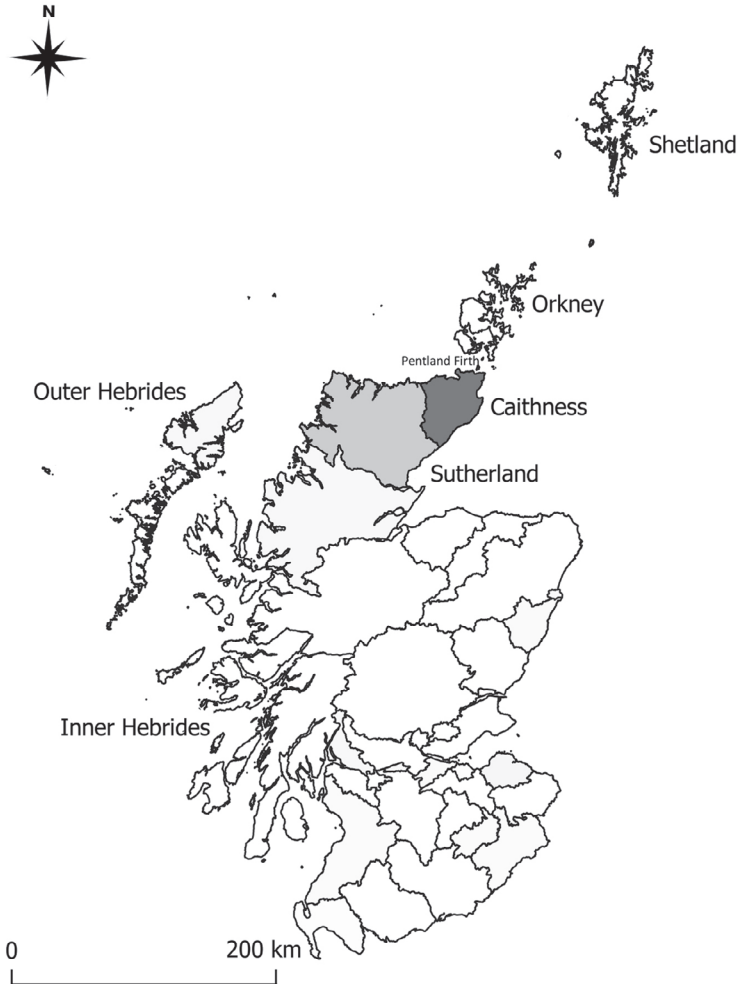 N
Shetland
Orkney
Pentland Firth
Outer Hebrides
Caithness
Sutherland
Inner Hebrides
0
200 km